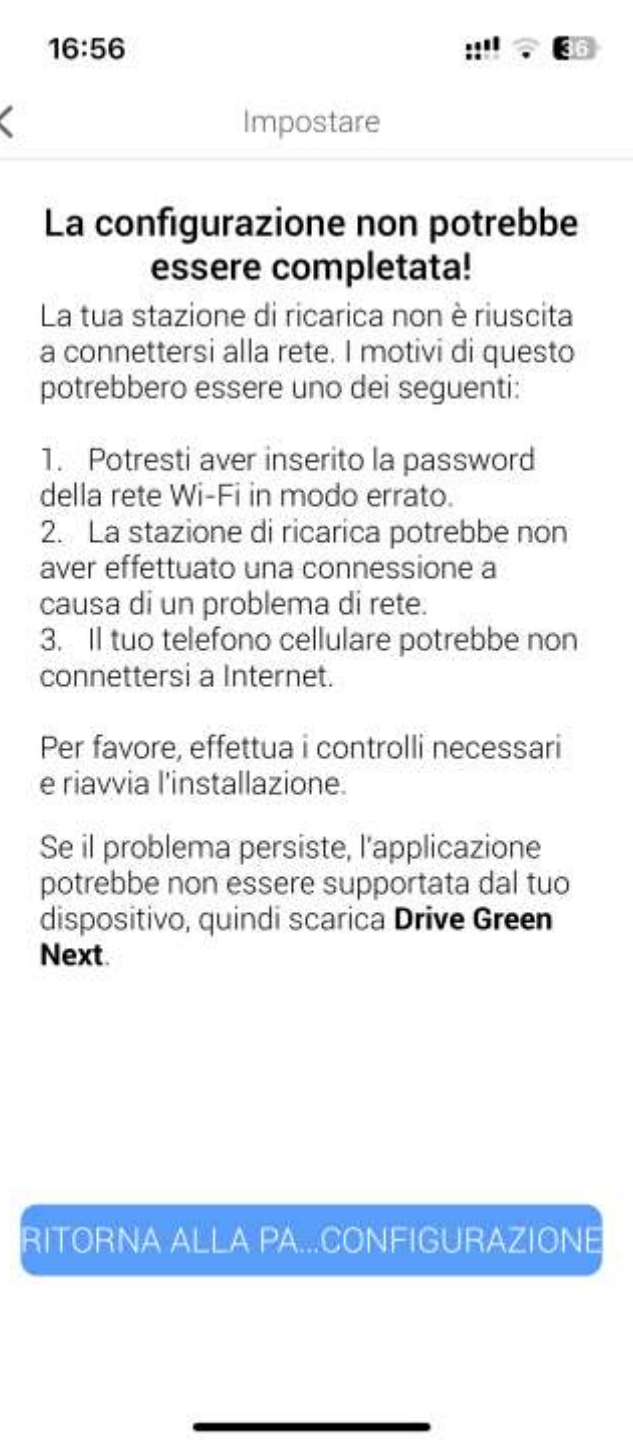 16:56
36
Impostare
La configurazione non potrebbe
essere completata!
La tua stazione di ricarica non è riuscita
a connettersi alla rete. I motivi di questo
potrebbero essere uno dei seguenti:
1. Potresti aver inserito la password
della rete Wi-Fi in modo errato.
2. La stazione di ricarica potrebbe non
aver effettuato una connessione a
causa di un problema di rete.
3. Il tuo telefono cellulare potrebbe non
connettersi a Internet.
Per favore, effettua i controlli necessari
e riavvia l'installazione.
Se il problema persiste, l'applicazione
potrebbe non essere supportata dal tuo
dispositivo, quindi scarica Drive Green
Next.
RITORNA ALLA PA...CONFIGURAZIONE